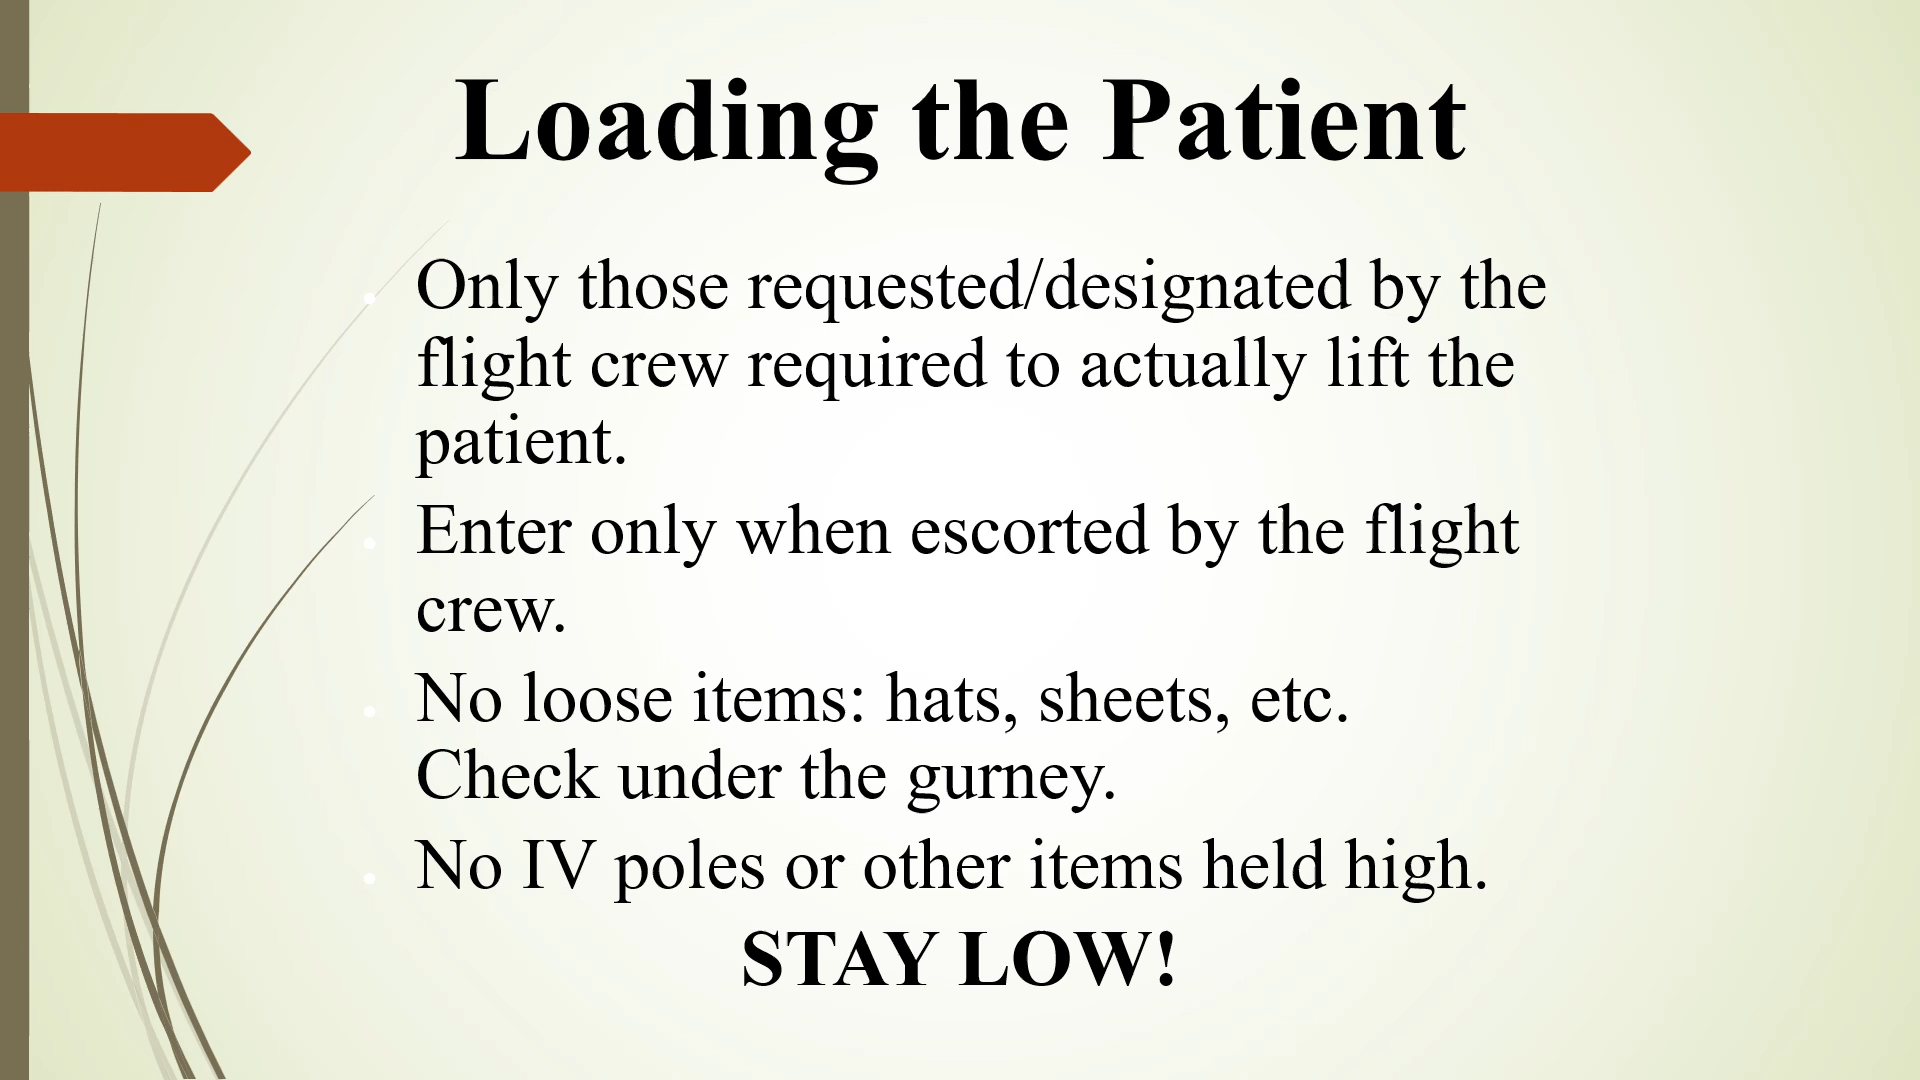 Loading the Patient
Only those requested/designated by the
flight crew required to actually lift the
patient.
Enter only when escorted by the flight
crew.
No loose items: hats, sheets, etc.
Check under the gurney.
No IV poles or other items held high.
STAY LOW!